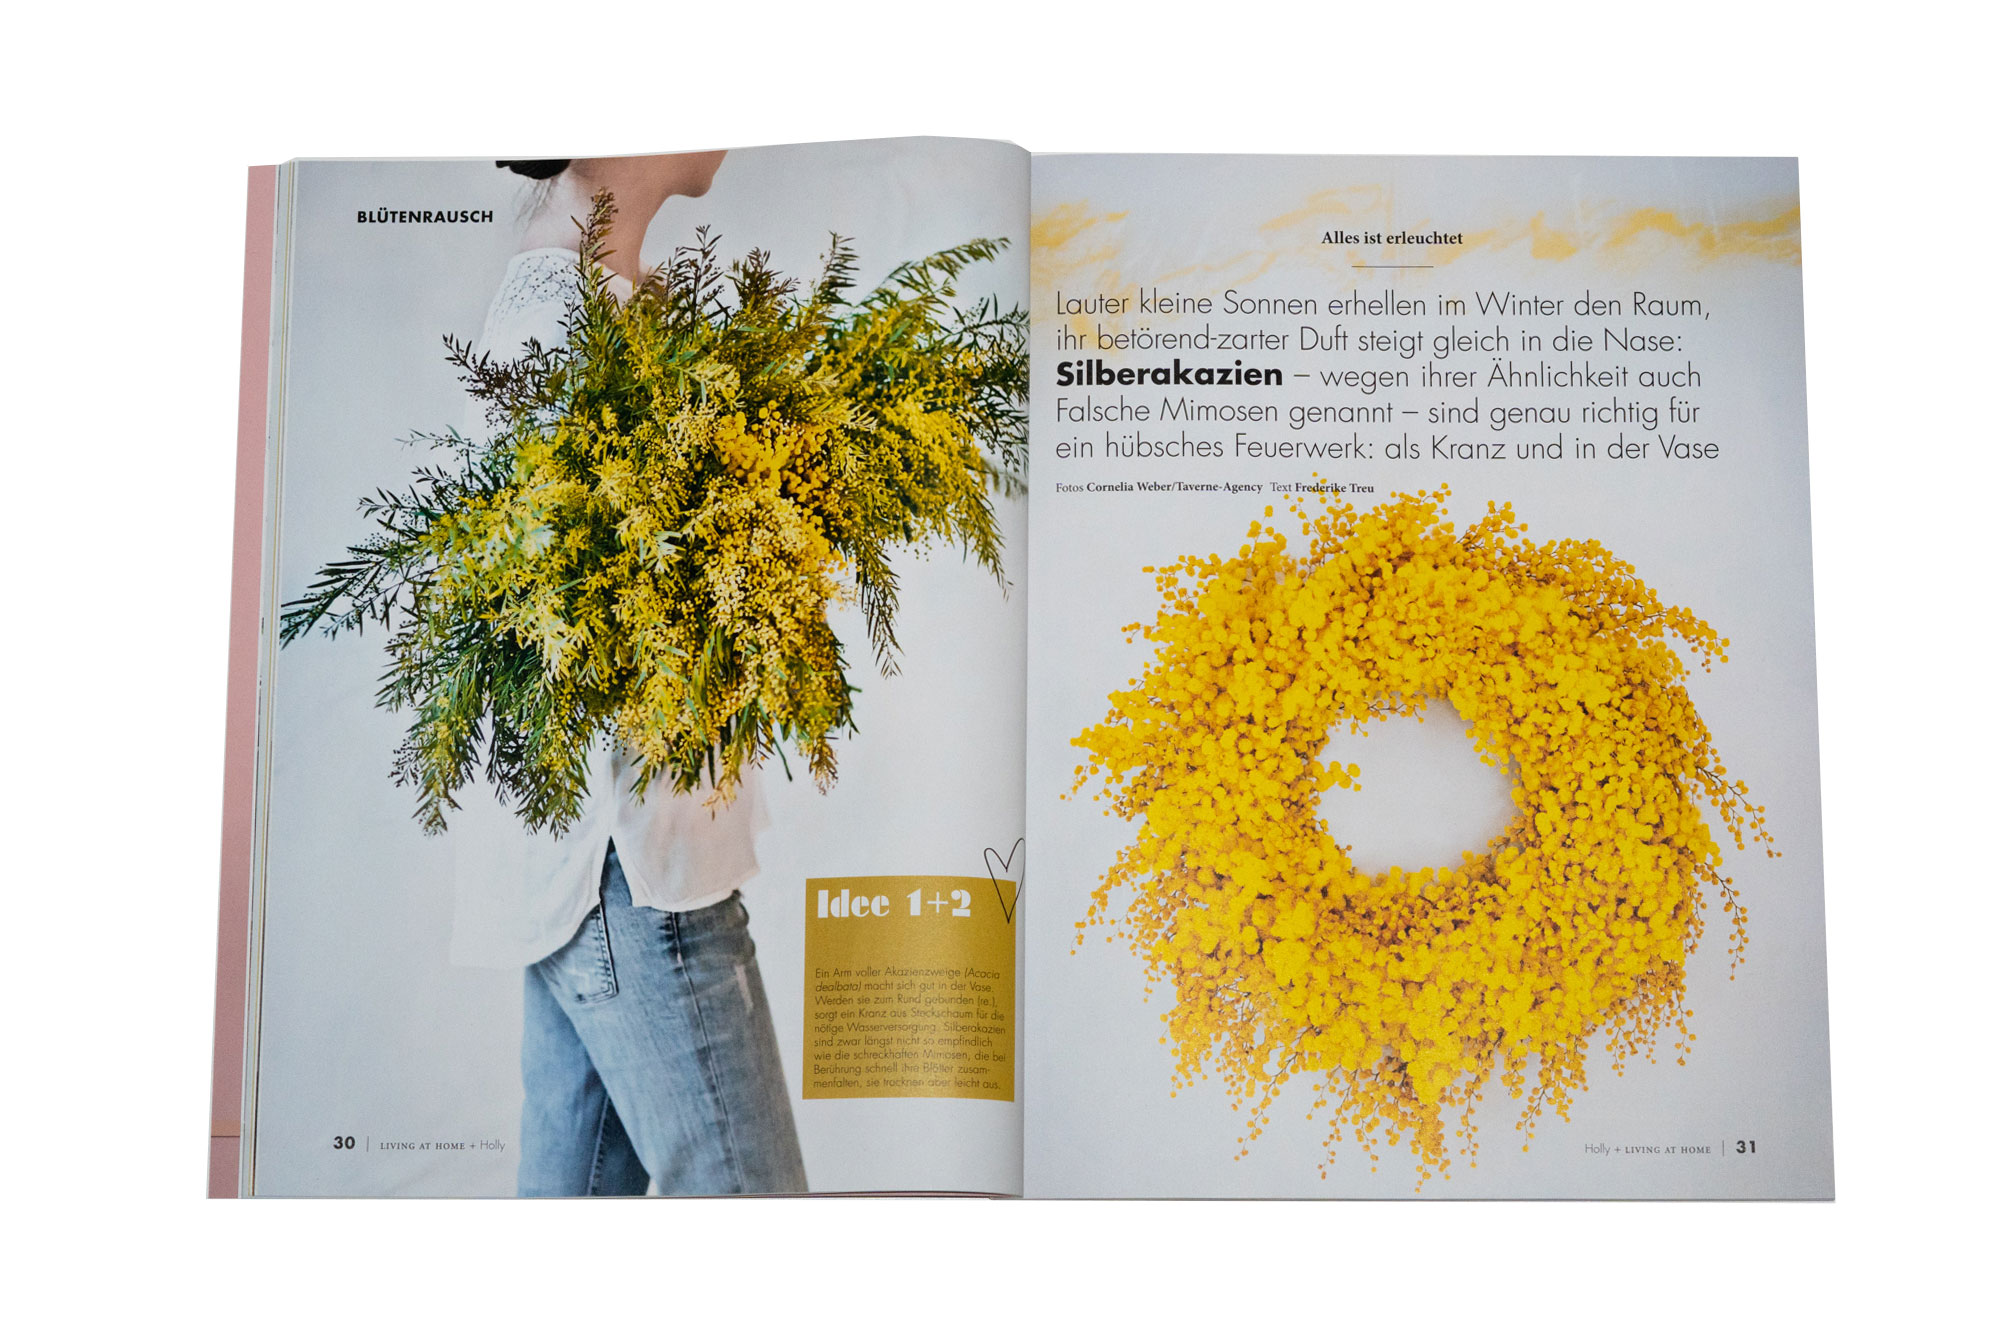 BLÜTENRAUSCH
Idee 1+2
Ein Arm voller Akazienzweige (Acacia
dealbata) macht sich gut in der Vase.
Werden sie zum Rund gebunden (re.),
sorgt ein Kranz aus Steckschaum für die
nötige Wasserversorgung. Silberakazien
sind zwar längst nicht so empfindlich
wie die schreckhaften Mimosen, die bei
Berührung schnell ihre Blätter zusam-
menfalten, sie trocknen aber leicht aus.
30 | LIVING AT HOME + Holly
Alles ist erleuchtet
Lauter kleine Sonnen erhellen im Winter den Raum,
ihr betörend-zarter Duft steigt gleich in die Nase:
Silberakazien – wegen ihrer Ähnlichkeit auch
Falsche Mimosen genannt – sind genau richtig für
ein hübsches Feuerwerk: als Kranz und in der Vase
Fotos Cornelia Weber/Taverne-Agency Text Frederike Treu
Holly + LIVING AT HOME | 31